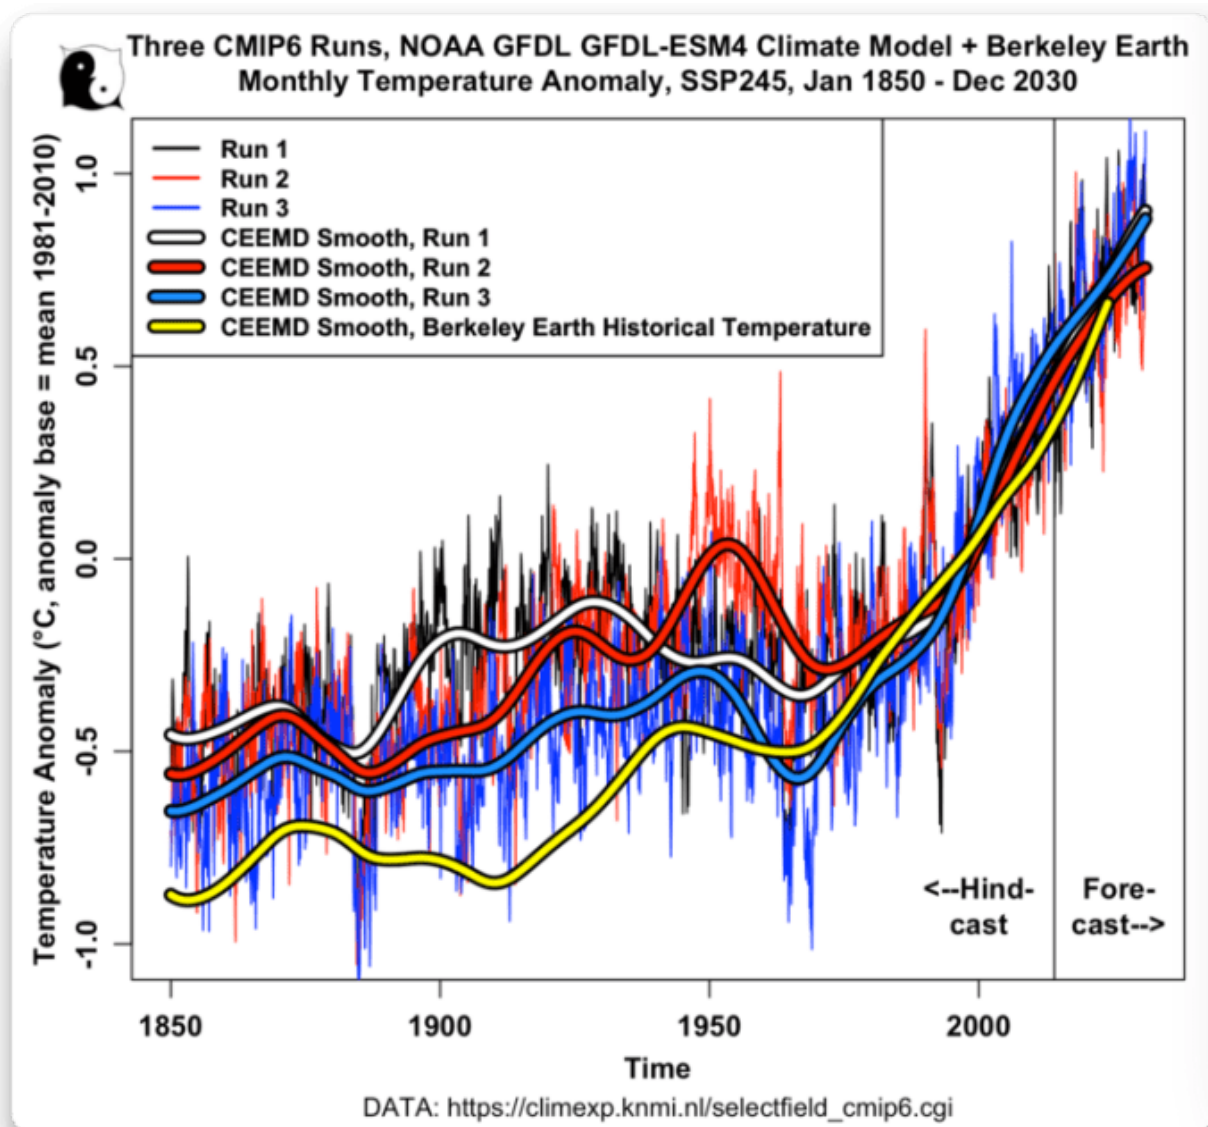 Three CMIP6 Runs, NOAA GFDL GFDL-ESM4 Climate Model + Berkeley Earth
Monthly Temperature Anomaly, SSP245, Jan 1850 - Dec 2030
Temperature Anomaly (°C, anomaly base = mean 1981-2010)
1.0
0.5
0.0
-0.5
-1.0
Run 1
Run 2
Run 3
CEEMD Smooth, Run 1
CEEMD Smooth, Run 2
CEEMD Smooth, Run 3
CEEMD Smooth, Berkeley Earth Historical Temperature
<--Hind-
cast
Fore-
cast-->
1850
1900
1950
2000
Time
DATA: https://climexp.knmi.nl/selectfield_cmip6.cgi